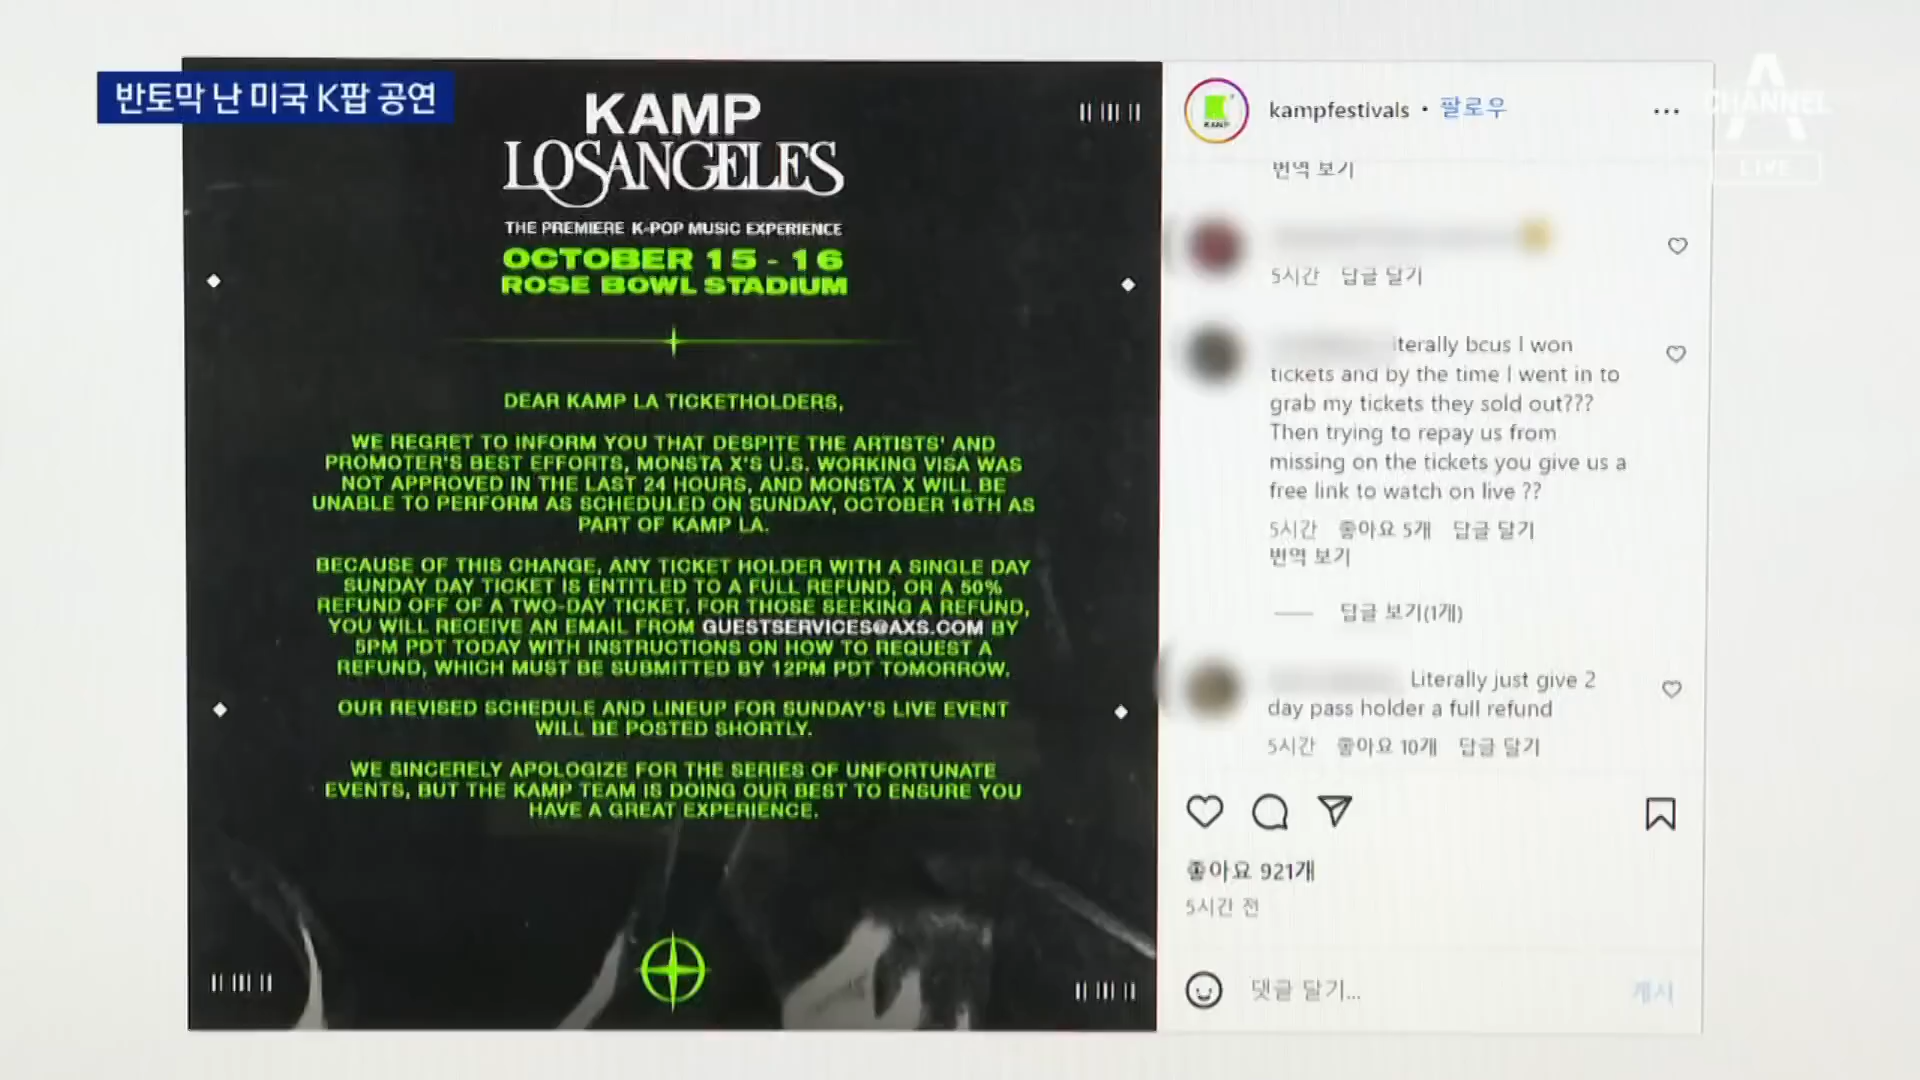 반토막 난 미국 K팝 공연
KAMP
LOSANGELES
THE PREMIERE K-POP MUSIC EXPERIENCE
OCTOBER 15 - 16
ROSE BOWL STADIUM
DEAR KAMP LA TICKETHOLDERS,
WE REGRET TO INFORM YOU THAT DESPITE THE ARTISTS' AND
PROMOTER'S BEST EFFORTS, MONSTA X'S U.S. WORKING VISA WAS
NOT APPROVED IN THE LAST 24 HOURS, AND MONSTA X WILL BE
UNABLE TO PERFORM AS SCHEDULED ON SUNDAY, OCTOBER 16TH AS
PART OF KAMP LA.
BECAUSE OF THIS CHANGE, ANY TICKET HOLDER WITH A SINGLE DAY
SUNDAY DAY TICKET IS ENTITLED TO A FULL REFUND, OR A 50%
REFUND OFF OF A TWO-DAY TICKET. FOR THOSE SEEKING A REFUND,
YOU WILL RECEIVE AN EMAIL FROM GUESTSERVICES@AXS.COM BY
5PM PDT TODAY WITH INSTRUCTIONS ON HOW TO REQUEST A
REFUND, WHICH MUST BE SUBMITTED BY 12PM PDT TOMORROW.
OUR REVISED SCHEDULE AND LINEUP FOR SUNDAY'S LIVE EVENT
WILL BE POSTED SHORTLY.
WE SINCERELY APOLOGIZE FOR THE SERIES OF UNFORTUNATE
EVENTS, BUT THE KAMP TEAM IS DOING OUR BEST TO ENSURE YOU
HAVE A GREAT EXPERIENCE.
KAMP
kampfestivals • 팔로우
번역 보기
5시간 답글 달기
iterally bcus I won
tickets and by the time I went in to
grab my tickets they sold out???
Then trying to repay us from
missing on the tickets you give us a
free link to watch on live ??
5시간 좋아요 5개 답글 달기
번역 보기
답글 보기(1개)
Literally just give 2
day pass holder a full refund
5시간 좋아요 10개 답글 달기
좋아요 921개
5시간 전
댓글 달기...
게시
CHANNEL A
LIVE